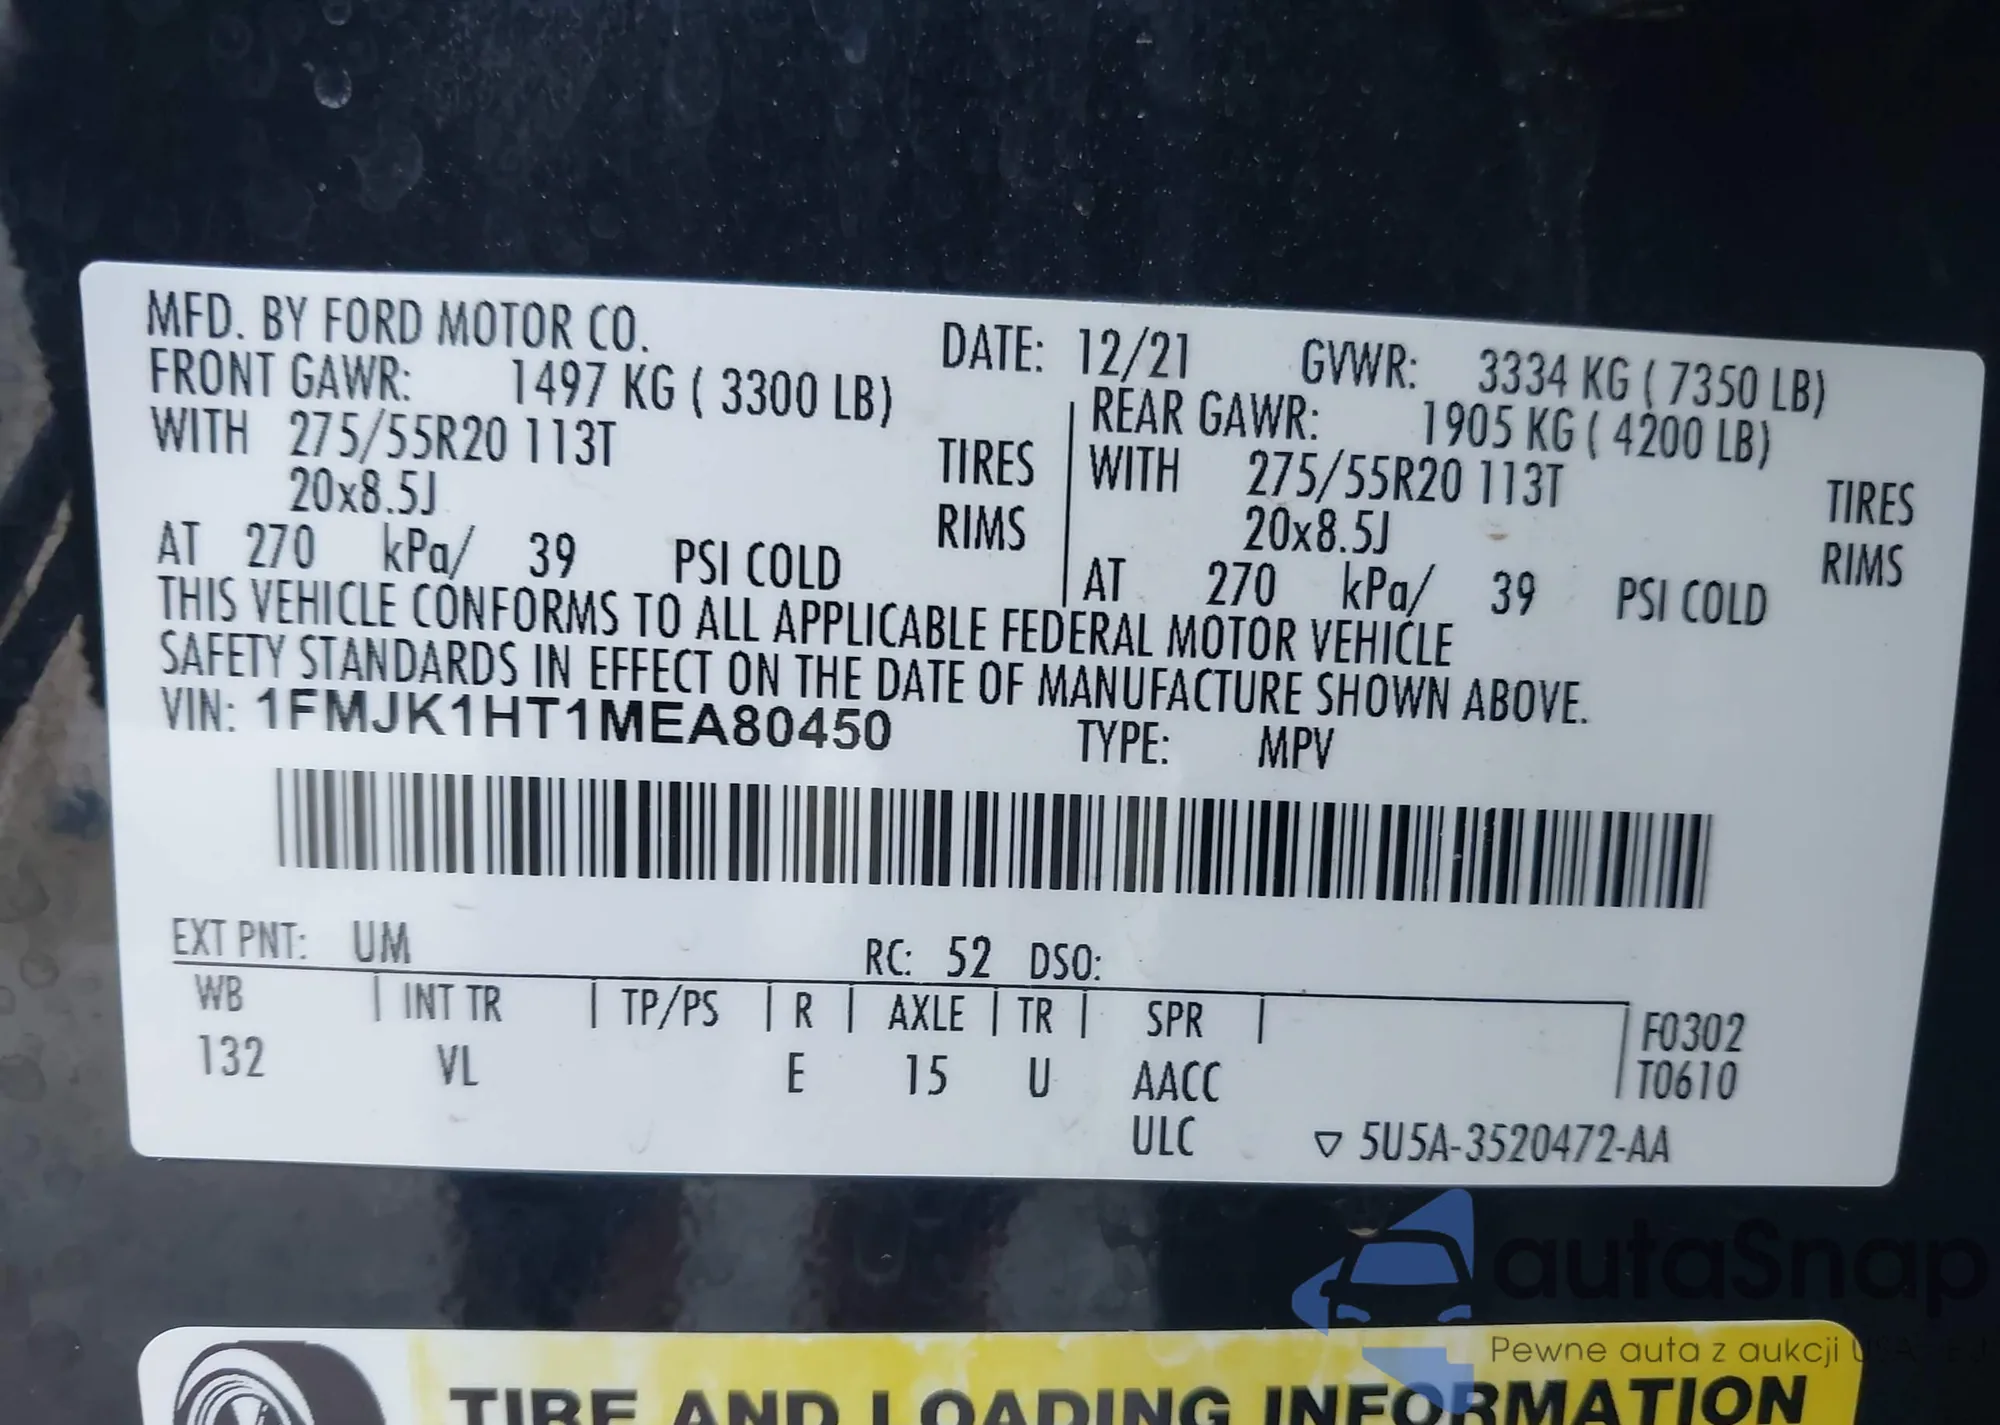 MFD. BY FORD MOTOR CO. DATE: 12/21 GVWR: 3334 KG ( 7350 LB)
FRONT GAWR: 1497 KG ( 3300 LB) REAR GAWR: 1905 KG ( 4200 LB)
WITH 275/55R20 113T TIRES WITH 275/55R20 113T TIRES
20x8.5J RIMS 20x8.5J RIMS
AT 270 kPa/ 39 PSI COLD AT 270 kPa/ 39 PSI COLD
THIS VEHICLE CONFORMS TO ALL APPLICABLE FEDERAL MOTOR VEHICLE
SAFETY STANDARDS IN EFFECT ON THE DATE OF MANUFACTURE SHOWN ABOVE.
VIN: 1FMJK1HT1MEA80450 TYPE: MPV
EXT PNT: UM RC: 52 DSO:
WB | INT TR | TP/PS | R | AXLE | TR | SPR | F0302
132 VL E 15 U AACC T0610
ULC ▽ 5U5A-3520472-AA
autaSnap
Pewne auta z aukcji
TIRE AND LOADING INFORMATION